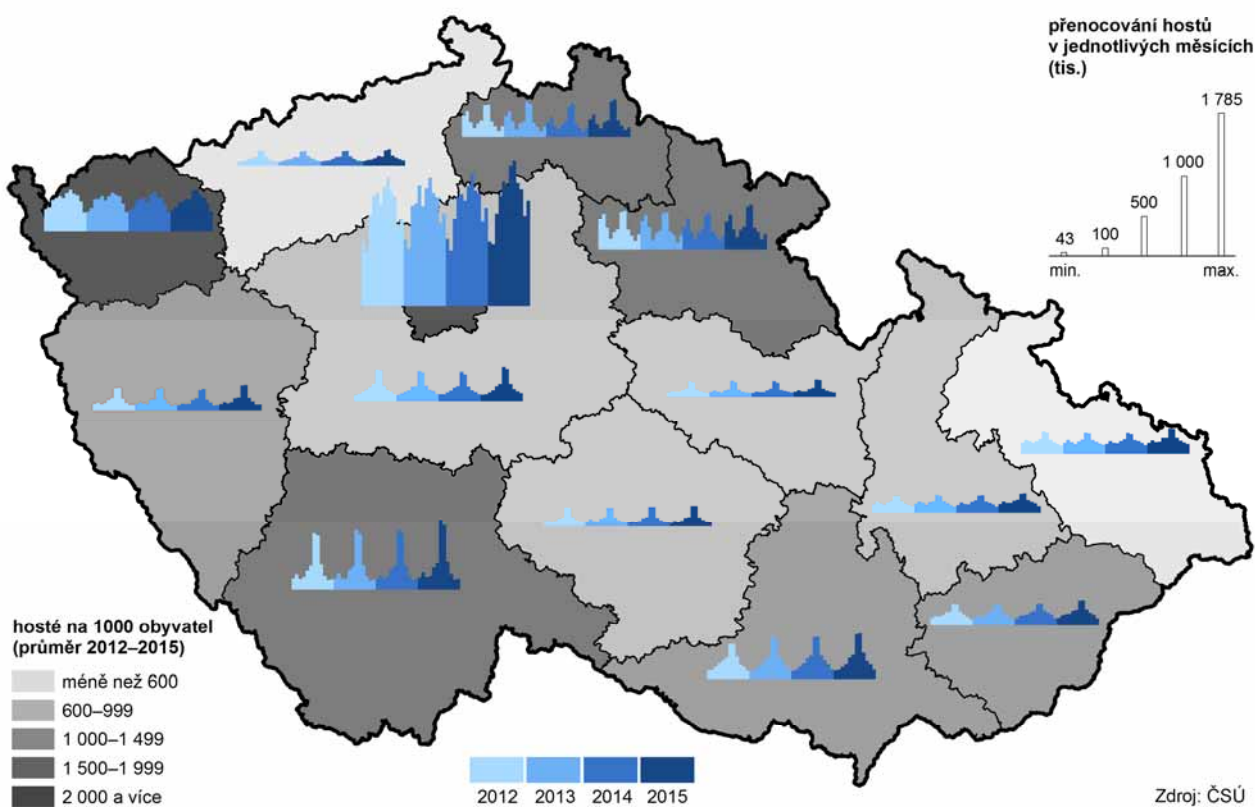 přenocování hostů
v jednotlivých měsících
(tis.)
1 785
1 000
500
100
43
min.
max.
hosté na 1000 obyvatel
(průměr 2012–2015)
méně než 600
600–999
1 000–1 499
1 500–1 999
2 000 a více
2012 2013 2014 2015
Zdroj: ČSÚ